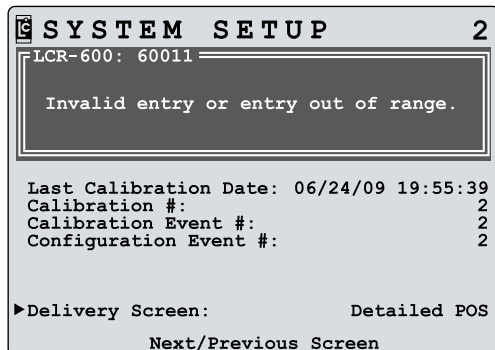 SYSTEM SETUP 2
LCR-600: 60011
Invalid entry or entry out of range.
Last Calibration Date: 06/24/09 19:55:39
Calibration #: 2
Calibration Event #: 2
Configuration Event #: 2
▶Delivery Screen: Detailed POS
Next/Previous Screen